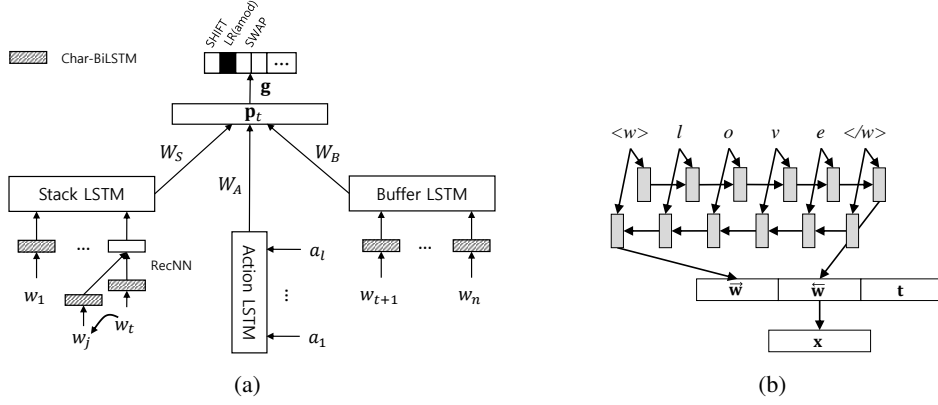 SHIFT
LR(amod)
SWAP
Char-BiLSTM
...
g
p_t
W_S
W_A
W_B
Stack LSTM
Buffer LSTM
Action LSTM
...
RecNN
w_1
w_j
w_t
a_l
⋮
a_1
...
w_{t+1}
w_n
(a)
<w> l o v e </w>
w⃗ w⃖ t
x
(b)